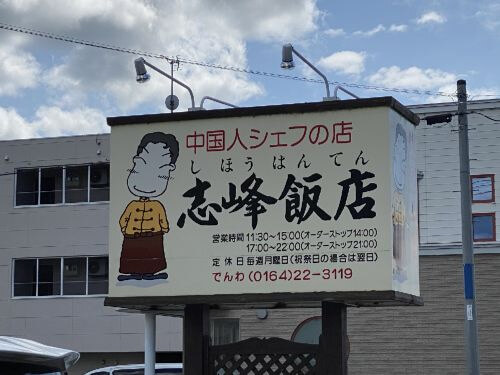 中国人シェフの店
しほうはんてん
志峰飯店
営業時間 11:30〜15:00(オーダーストップ14:00)
17:00〜22:00(オーダーストップ21:00)
定休日 毎週月曜日(祝祭日の場合は翌日)
でんわ(0164)22-3119